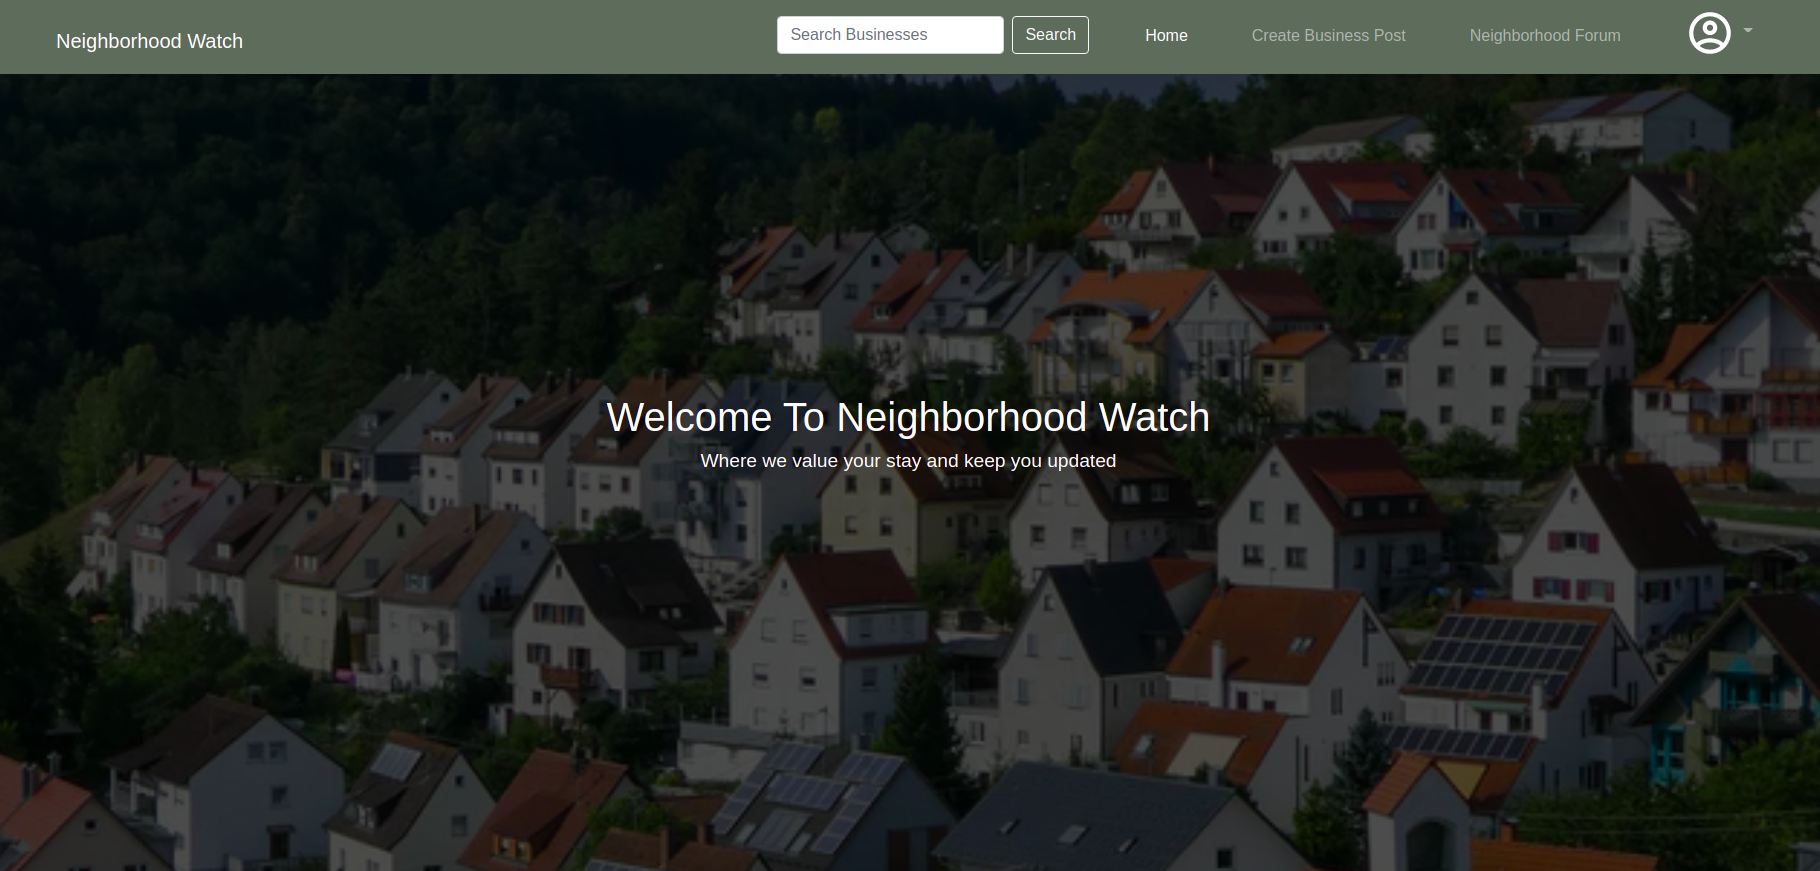 Neighborhood Watch
Search Businesses
Search
Home
Create Business Post
Neighborhood Forum
Welcome To Neighborhood Watch
Where we value your stay and keep you updated